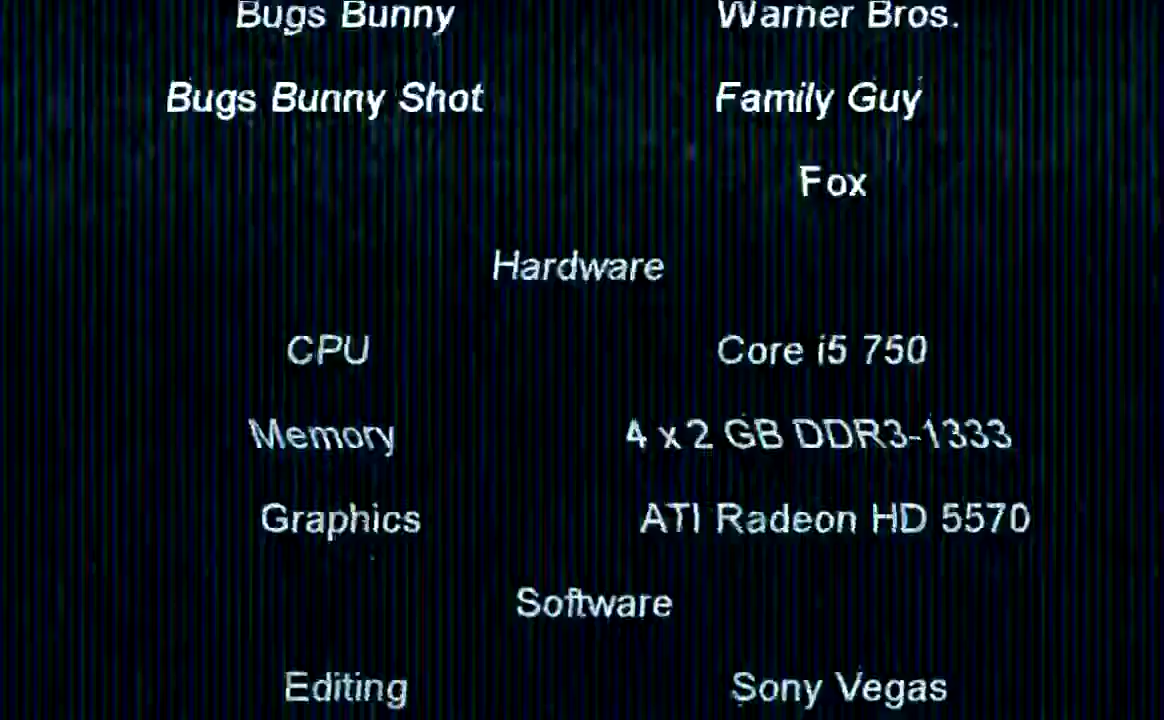 Bugs Bunny Warner Bros.
Bugs Bunny Shot Family Guy
Fox
Hardware
CPU Core i5 750
Memory 4 x 2 GB DDR3-1333
Graphics ATI Radeon HD 5570
Software
Editing Sony Vegas